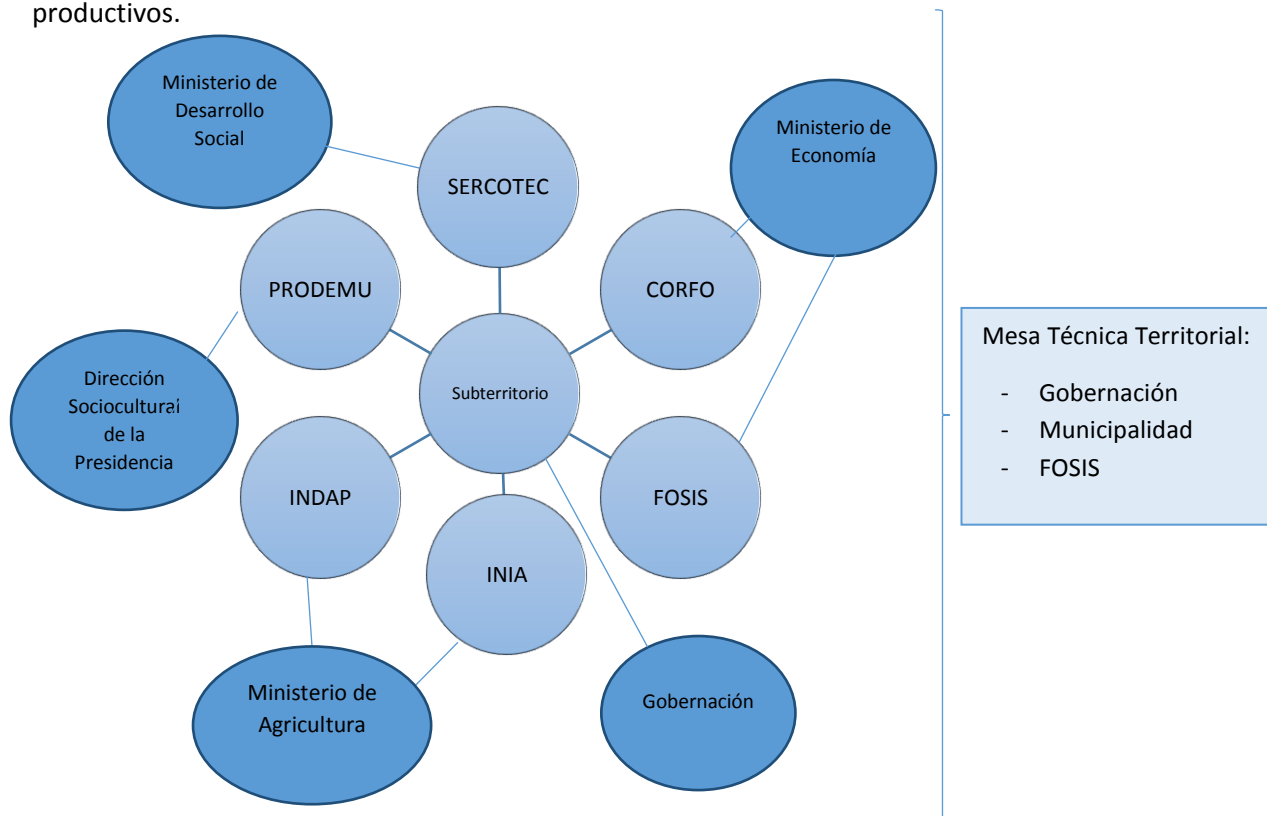 productivos.
Ministerio de
Desarrollo
Social
SERCOTEC
Ministerio de
Economía
PRODEMU
CORFO
Subterritorio
Dirección
Sociocultural
de la
Presidencia
INDAP
FOSIS
INIA
Ministerio de
Agricultura
Gobernación
Mesa Técnica Territorial:
- Gobernación
- Municipalidad
- FOSIS